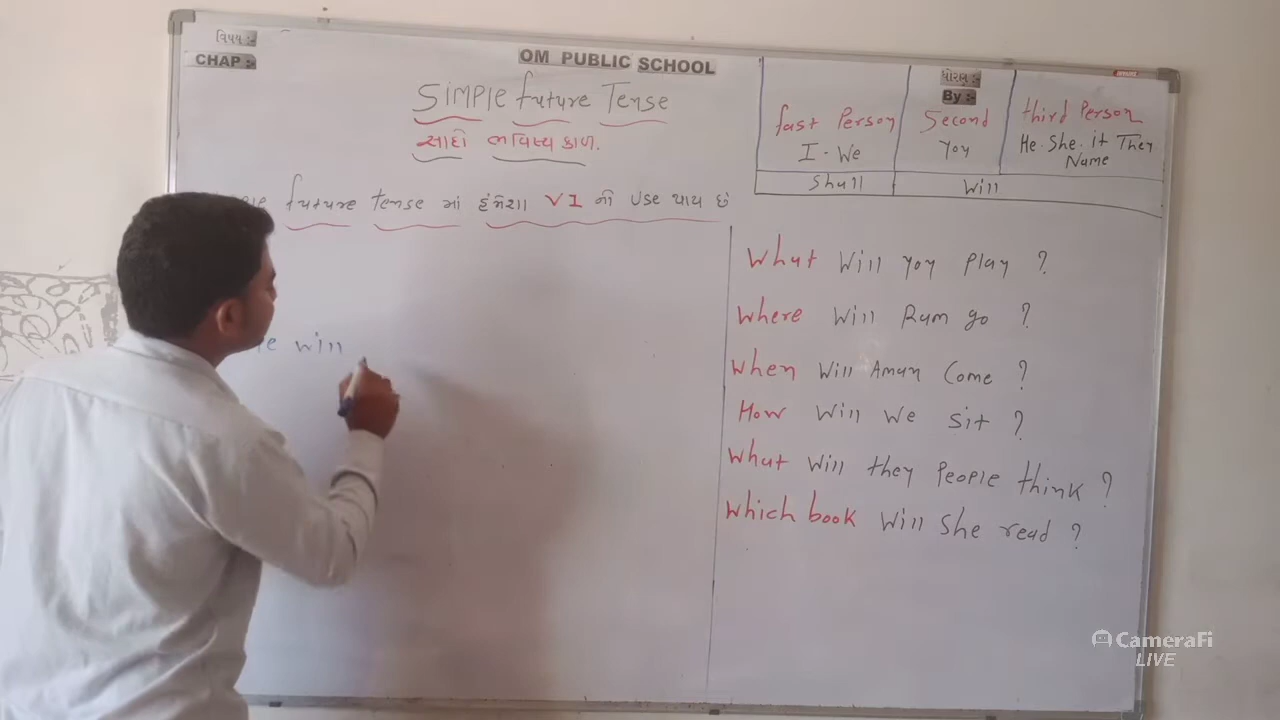 વિષય :-
CHAP :-
OM PUBLIC SCHOOL
ધોરણ :-
By :-
Simple future Tense
સાદો ભવિષ્ય કાળ.
fast Person
I · We
Second
You
third Person
He. She. it They
Name
Shall
Will
future tense માં હંમેશા V1 નો use થાય છે
will
What Will you Play ?
Where Will Ram go ?
When Will Aman Come ?
How Will We Sit ?
What Will they People think ?
Which book Will She read ?
CameraFi
LIVE